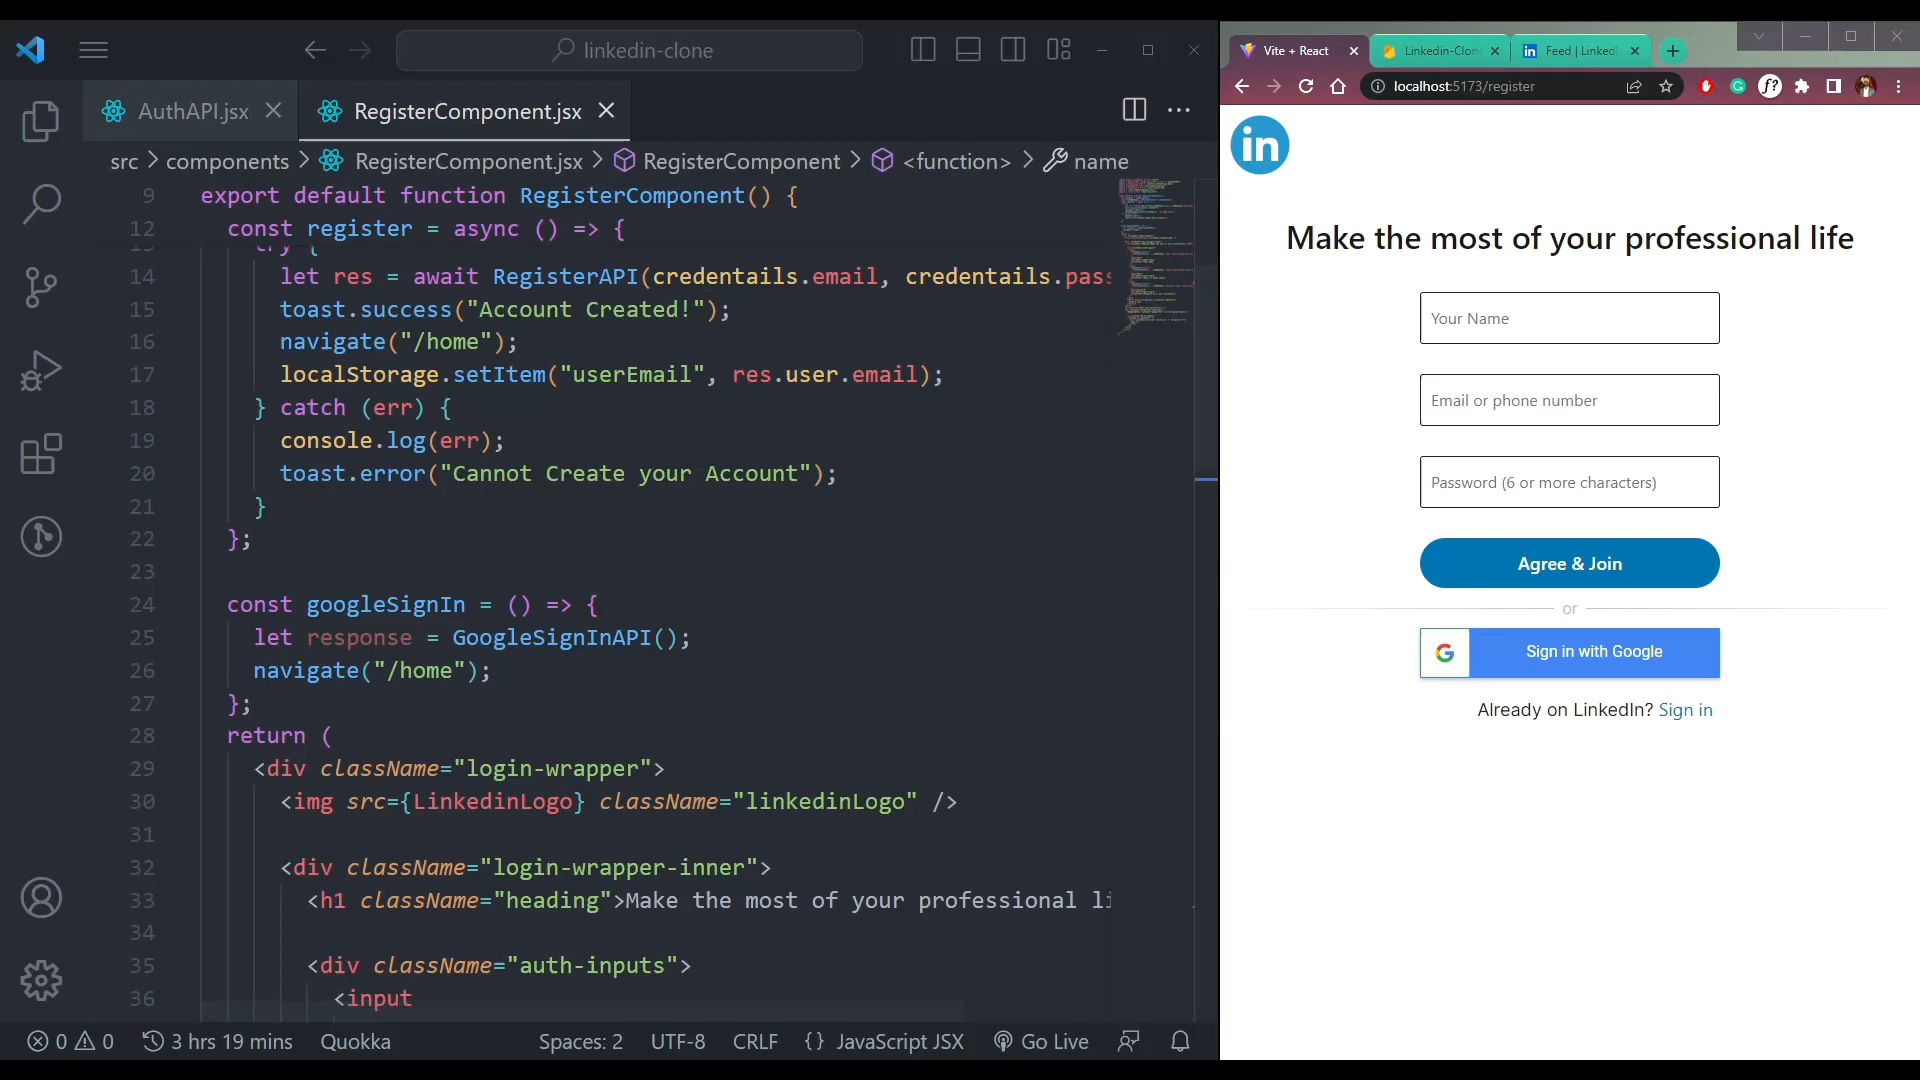 linkedin-clone
AuthAPI.jsx
RegisterComponent.jsx
src > components > RegisterComponent.jsx > RegisterComponent > <function> > name
9 export default function RegisterComponent() {
12 const register = async () => {
try {
14 let res = await RegisterAPI(credentails.email, credentails.pass
15 toast.success("Account Created!");
16 navigate("/home");
17 localStorage.setItem("userEmail", res.user.email);
18 } catch (err) {
19 console.log(err);
20 toast.error("Cannot Create your Account");
21 }
22 };
23
24 const googleSignIn = () => {
25 let response = GoogleSignInAPI();
26 navigate("/home");
27 };
28 return (
29 <div className="login-wrapper">
30 <img src={LinkedinLogo} className="linkedinLogo" />
31
32 <div className="login-wrapper-inner">
33 <h1 className="heading">Make the most of your professional li
34
35 <div className="auth-inputs">
36 <input
0 0 3 hrs 19 mins Quokka Spaces: 2 UTF-8 CRLF {} JavaScript JSX Go Live
Vite + React
Linkedin-Clon
in Feed | LinkedI
localhost:5173/register
in
Make the most of your professional life
Your Name
Email or phone number
Password (6 or more characters)
Agree & Join
or
G Sign in with Google
Already on LinkedIn? Sign in